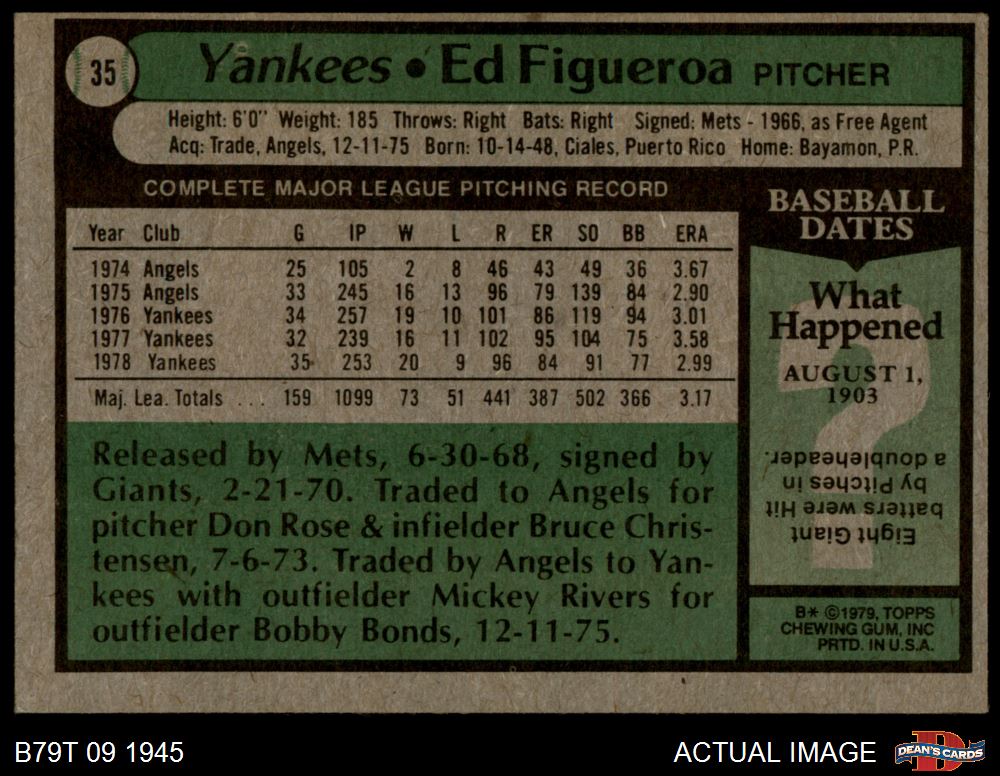 35
Yankees • Ed Figueroa PITCHER
Height: 6'0" Weight: 185 Throws: Right Bats: Right Signed: Mets - 1966, as Free Agent
Acq: Trade, Angels, 12-11-75 Born: 10-14-48, Ciales, Puerto Rico Home: Bayamon, P.R.
COMPLETE MAJOR LEAGUE PITCHING RECORD
Year Club G IP W L R ER SO BB ERA
1974 Angels 25 105 2 8 46 43 49 36 3.67
1975 Angels 33 245 16 13 96 79 139 84 2.90
1976 Yankees 34 257 19 10 101 86 119 94 3.01
1977 Yankees 32 239 16 11 102 95 104 75 3.58
1978 Yankees 35 253 20 9 96 84 91 77 2.99
Maj. Lea. Totals ... 159 1099 73 51 441 387 502 366 3.17
Released by Mets, 6-30-68, signed by
Giants, 2-21-70. Traded to Angels for
pitcher Don Rose & infielder Bruce Chris-
tensen, 7-6-73. Traded by Angels to Yan-
kees with outfielder Mickey Rivers for
outfielder Bobby Bonds, 12-11-75.
BASEBALL
DATES
What
Happened
?
AUGUST 1,
1903
Eight Giant
batters were Hit
by Pitches in
a doubleheader.
B* ©1979, TOPPS
CHEWING GUM, INC
PRTD. IN U.S.A.
B79T 09 1945
ACTUAL IMAGE
D
DEAN'S CARDS